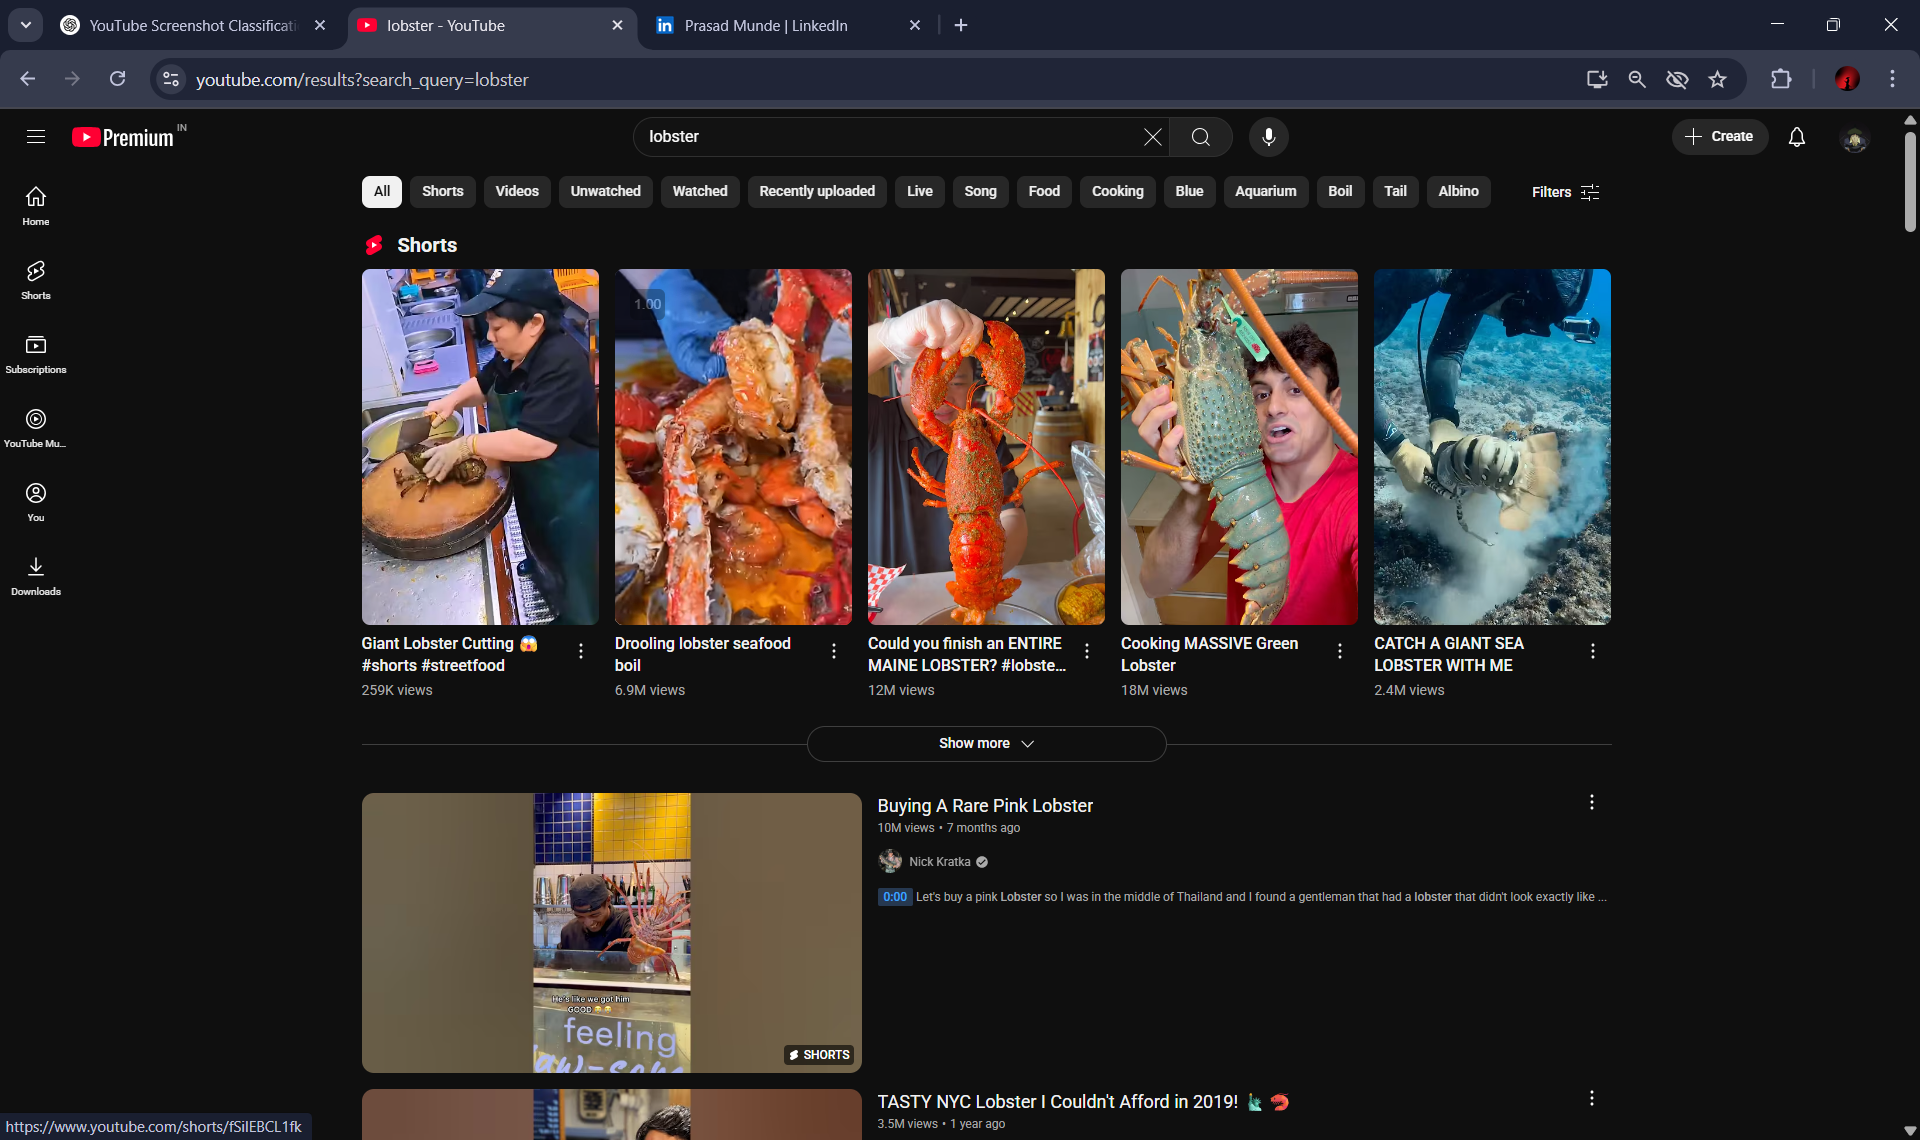 YouTube Screenshot Classificati
lobster - YouTube
Prasad Munde | LinkedIn
youtube.com/results?search_query=lobster
Premium IN
lobster
Create
All
Shorts
Videos
Unwatched
Watched
Recently uploaded
Live
Song
Food
Cooking
Blue
Aquarium
Boil
Tail
Albino
Filters
Home
Shorts
Subscriptions
YouTube Mu...
You
Downloads
Shorts
1.00
Giant Lobster Cutting 😱
#shorts #streetfood
259K views
Drooling lobster seafood
boil
6.9M views
Could you finish an ENTIRE
MAINE LOBSTER? #lobste...
12M views
Cooking MASSIVE Green
Lobster
18M views
CATCH A GIANT SEA
LOBSTER WITH ME
2.4M views
Show more
He's like we got him
GOOD 😂😂
feeling
SHORTS
Buying A Rare Pink Lobster
10M views • 7 months ago
Nick Kratka
0:00 Let's buy a pink Lobster so I was in the middle of Thailand and I found a gentleman that had a lobster that didn't look exactly like ...
TASTY NYC Lobster I Couldn't Afford in 2019! 🗽 🦐
3.5M views • 1 year ago
https://www.youtube.com/shorts/fSilEBCL1fk